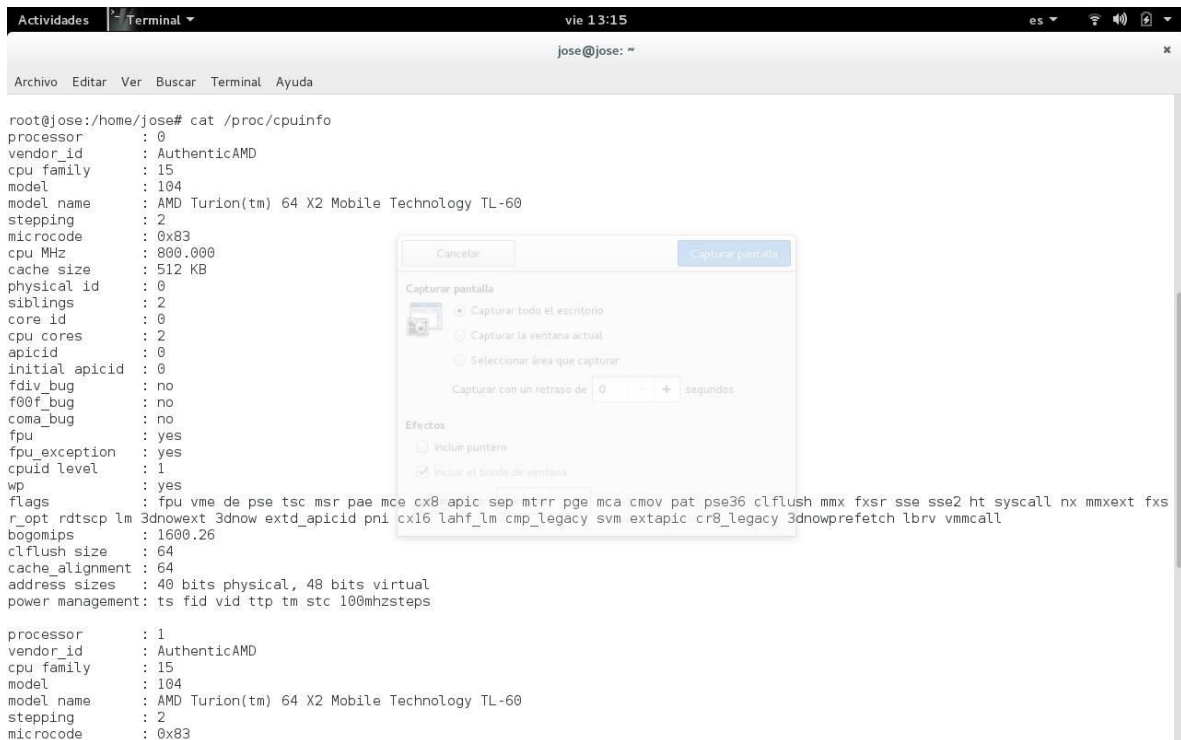 Actividades Terminal vie 13:15 es
jose@jose: ~
Archivo Editar Ver Buscar Terminal Ayuda
root@jose:/home/jose# cat /proc/cpuinfo
processor : 0
vendor_id : AuthenticAMD
cpu family : 15
model : 104
model name : AMD Turion(tm) 64 X2 Mobile Technology TL-60
stepping : 2
microcode : 0x83
cpu MHz : 800.000
cache size : 512 KB
physical id : 0
siblings : 2
core id : 0
cpu cores : 2
apicid : 0
initial apicid : 0
fdiv_bug : no
f00f_bug : no
coma_bug : no
fpu : yes
fpu_exception : yes
cpuid level : 1
wp : yes
flags : fpu vme de pse tsc msr pae mce cx8 apic sep mtrr pge mca cmov pat pse36 clflush mmx fxsr sse sse2 ht syscall nx mmxext fxs
r_opt rdtscp lm 3dnowext 3dnow extd_apicid pni cx16 lahf_lm cmp_legacy svm extapic cr8_legacy 3dnowprefetch lbrv vmmcall
bogomips : 1600.26
clflush size : 64
cache_alignment : 64
address sizes : 40 bits physical, 48 bits virtual
power management: ts fid vid ttp tm stc 100mhzsteps
processor : 1
vendor_id : AuthenticAMD
cpu family : 15
model : 104
model name : AMD Turion(tm) 64 X2 Mobile Technology TL-60
stepping : 2
microcode : 0x83
Cancelar Capturar pantalla
Capturar pantalla
Capturar todo el escritorio
Capturar la ventana actual
Seleccionar área que capturar
Capturar con un retraso de 0 - + segundos
Efectos
Incluir puntero
Incluir el borde de ventana